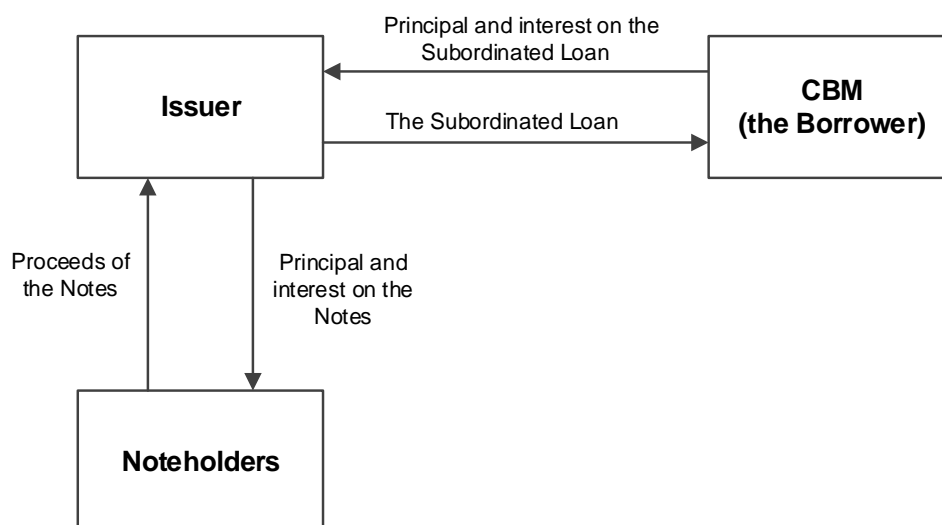 Principal and interest on the
Subordinated Loan
Issuer
CBM
(the Borrower)
The Subordinated Loan
Proceeds of
the Notes
Principal and
interest on the
Notes
Noteholders